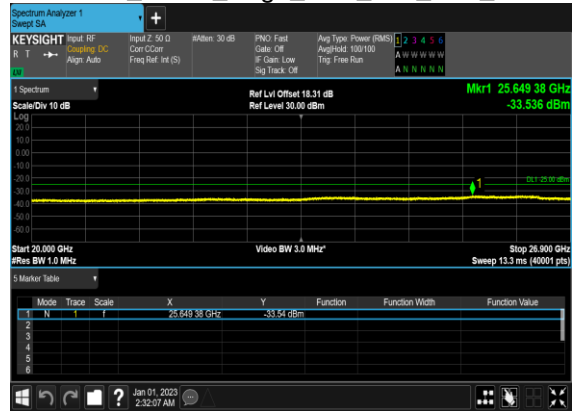 Spectrum Analyzer 1
Swept SA
+
KEYSIGHT
R T
Input: RF
Coupling: DC
Align: Auto
Input Z: 50 Ω
Corr CCorr
Freq Ref: Int (S)
#Atten: 30 dB
PNO: Fast
Gate: Off
IF Gain: Low
Sig Track: Off
Avg Type: Power (RMS)
Avg|Hold: 100/100
Trig: Free Run
1 2 3 4 5 6
A W W W W W
A N N N N N
1 Spectrum
Scale/Div 10 dB
Ref Lvl Offset 18.31 dB
Ref Level 30.00 dBm
Mkr1 25.649 38 GHz
-33.536 dBm
Log
20.0
10.0
0.00
-10.0
-20.0
-30.0
-40.0
-50.0
-60.0
1
DL1 -25.00 dBm
Start 20.000 GHz
#Res BW 1.0 MHz
Video BW 3.0 MHz*
Stop 26.900 GHz
Sweep 13.3 ms (40001 pts)
5 Marker Table
Mode Trace Scale X Y Function Function Width Function Value
1 N 1 f 25.649 38 GHz -33.54 dBm
2
3
4
5
6
?
Jan 01, 2023
2:32:07 AM